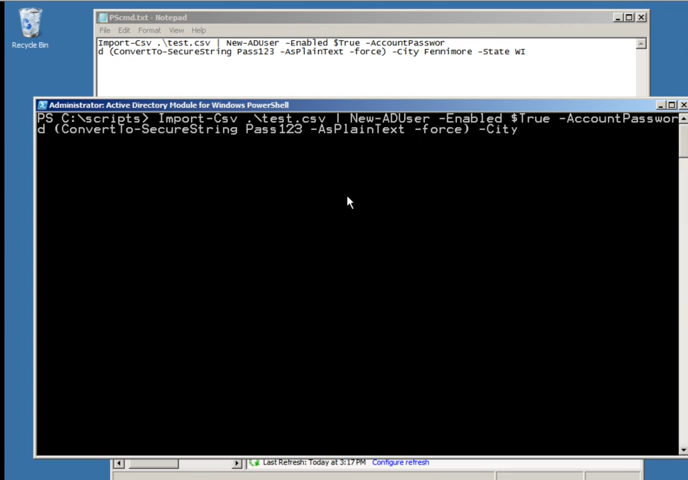 PScmd.txt - Notepad
File Edit Format View Help
Import-Csv .\test.csv | New-ADUser -Enabled $True -AccountPasswor
d (ConvertTo-SecureString Pass123 -AsPlainText -force) -City Fennimore -State WI
Recycle Bin
Administrator: Active Directory Module for Windows PowerShell
PS C:\scripts> Import-Csv .\test.csv | New-ADUser -Enabled $True -AccountPasswor
d (ConvertTo-SecureString Pass123 -AsPlainText -force) -City
Last Refresh: Today at 3:17 PM Configure refresh